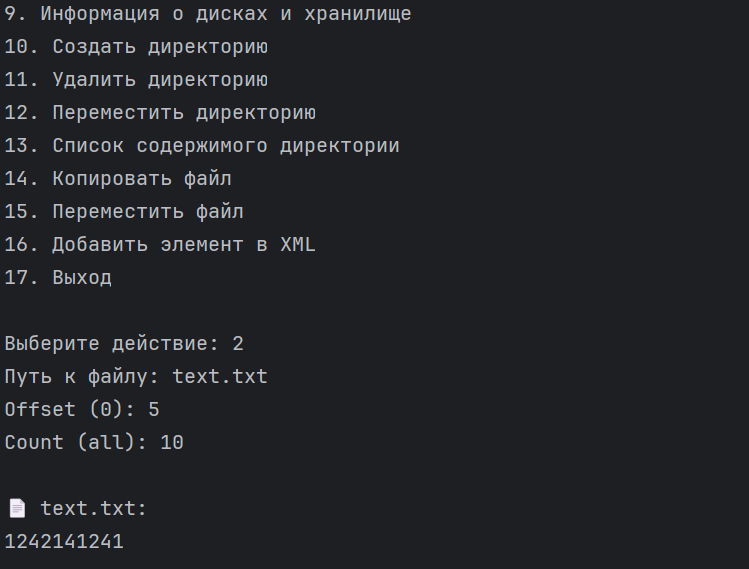 9. Информация о дисках и хранилище
10. Создать директорию
11. Удалить директорию
12. Переместить директорию
13. Список содержимого директории
14. Копировать файл
15. Переместить файл
16. Добавить элемент в XML
17. Выход
Выберите действие: 2
Путь к файлу: text.txt
Offset (0): 5
Count (all): 10
📄 text.txt:
1242141241